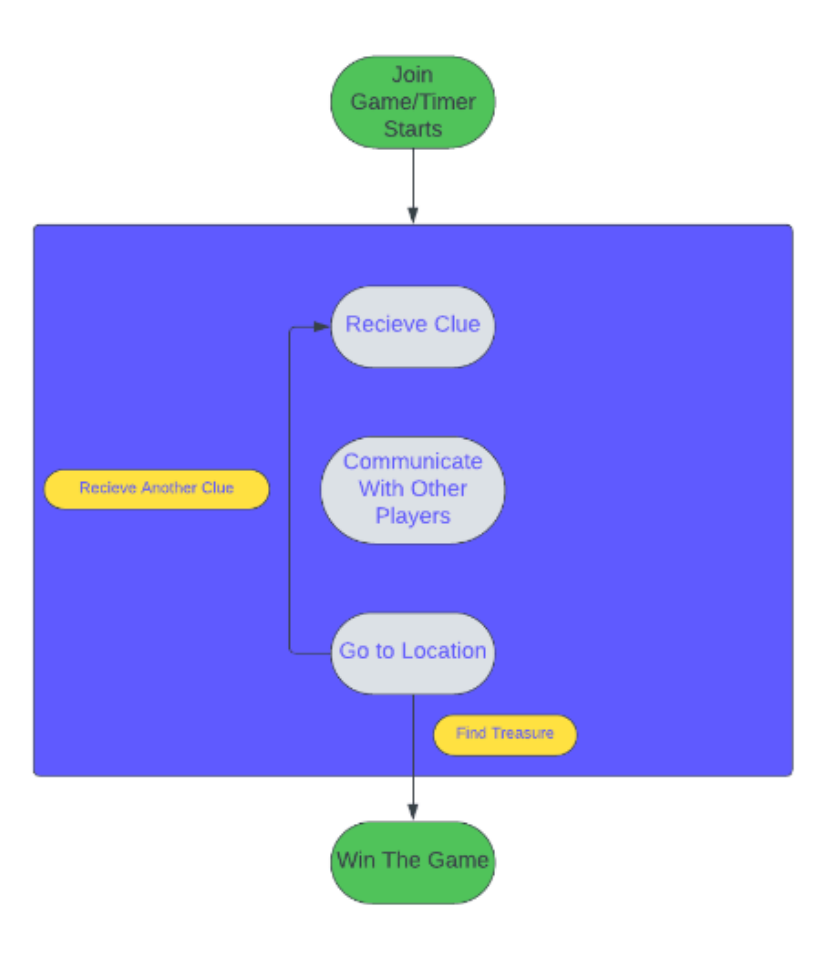 Join
Game/Timer
Starts
Recieve Clue
Communicate
With Other
Players
Recieve Another Clue
Go to Location
Find Treasure
Win The Game